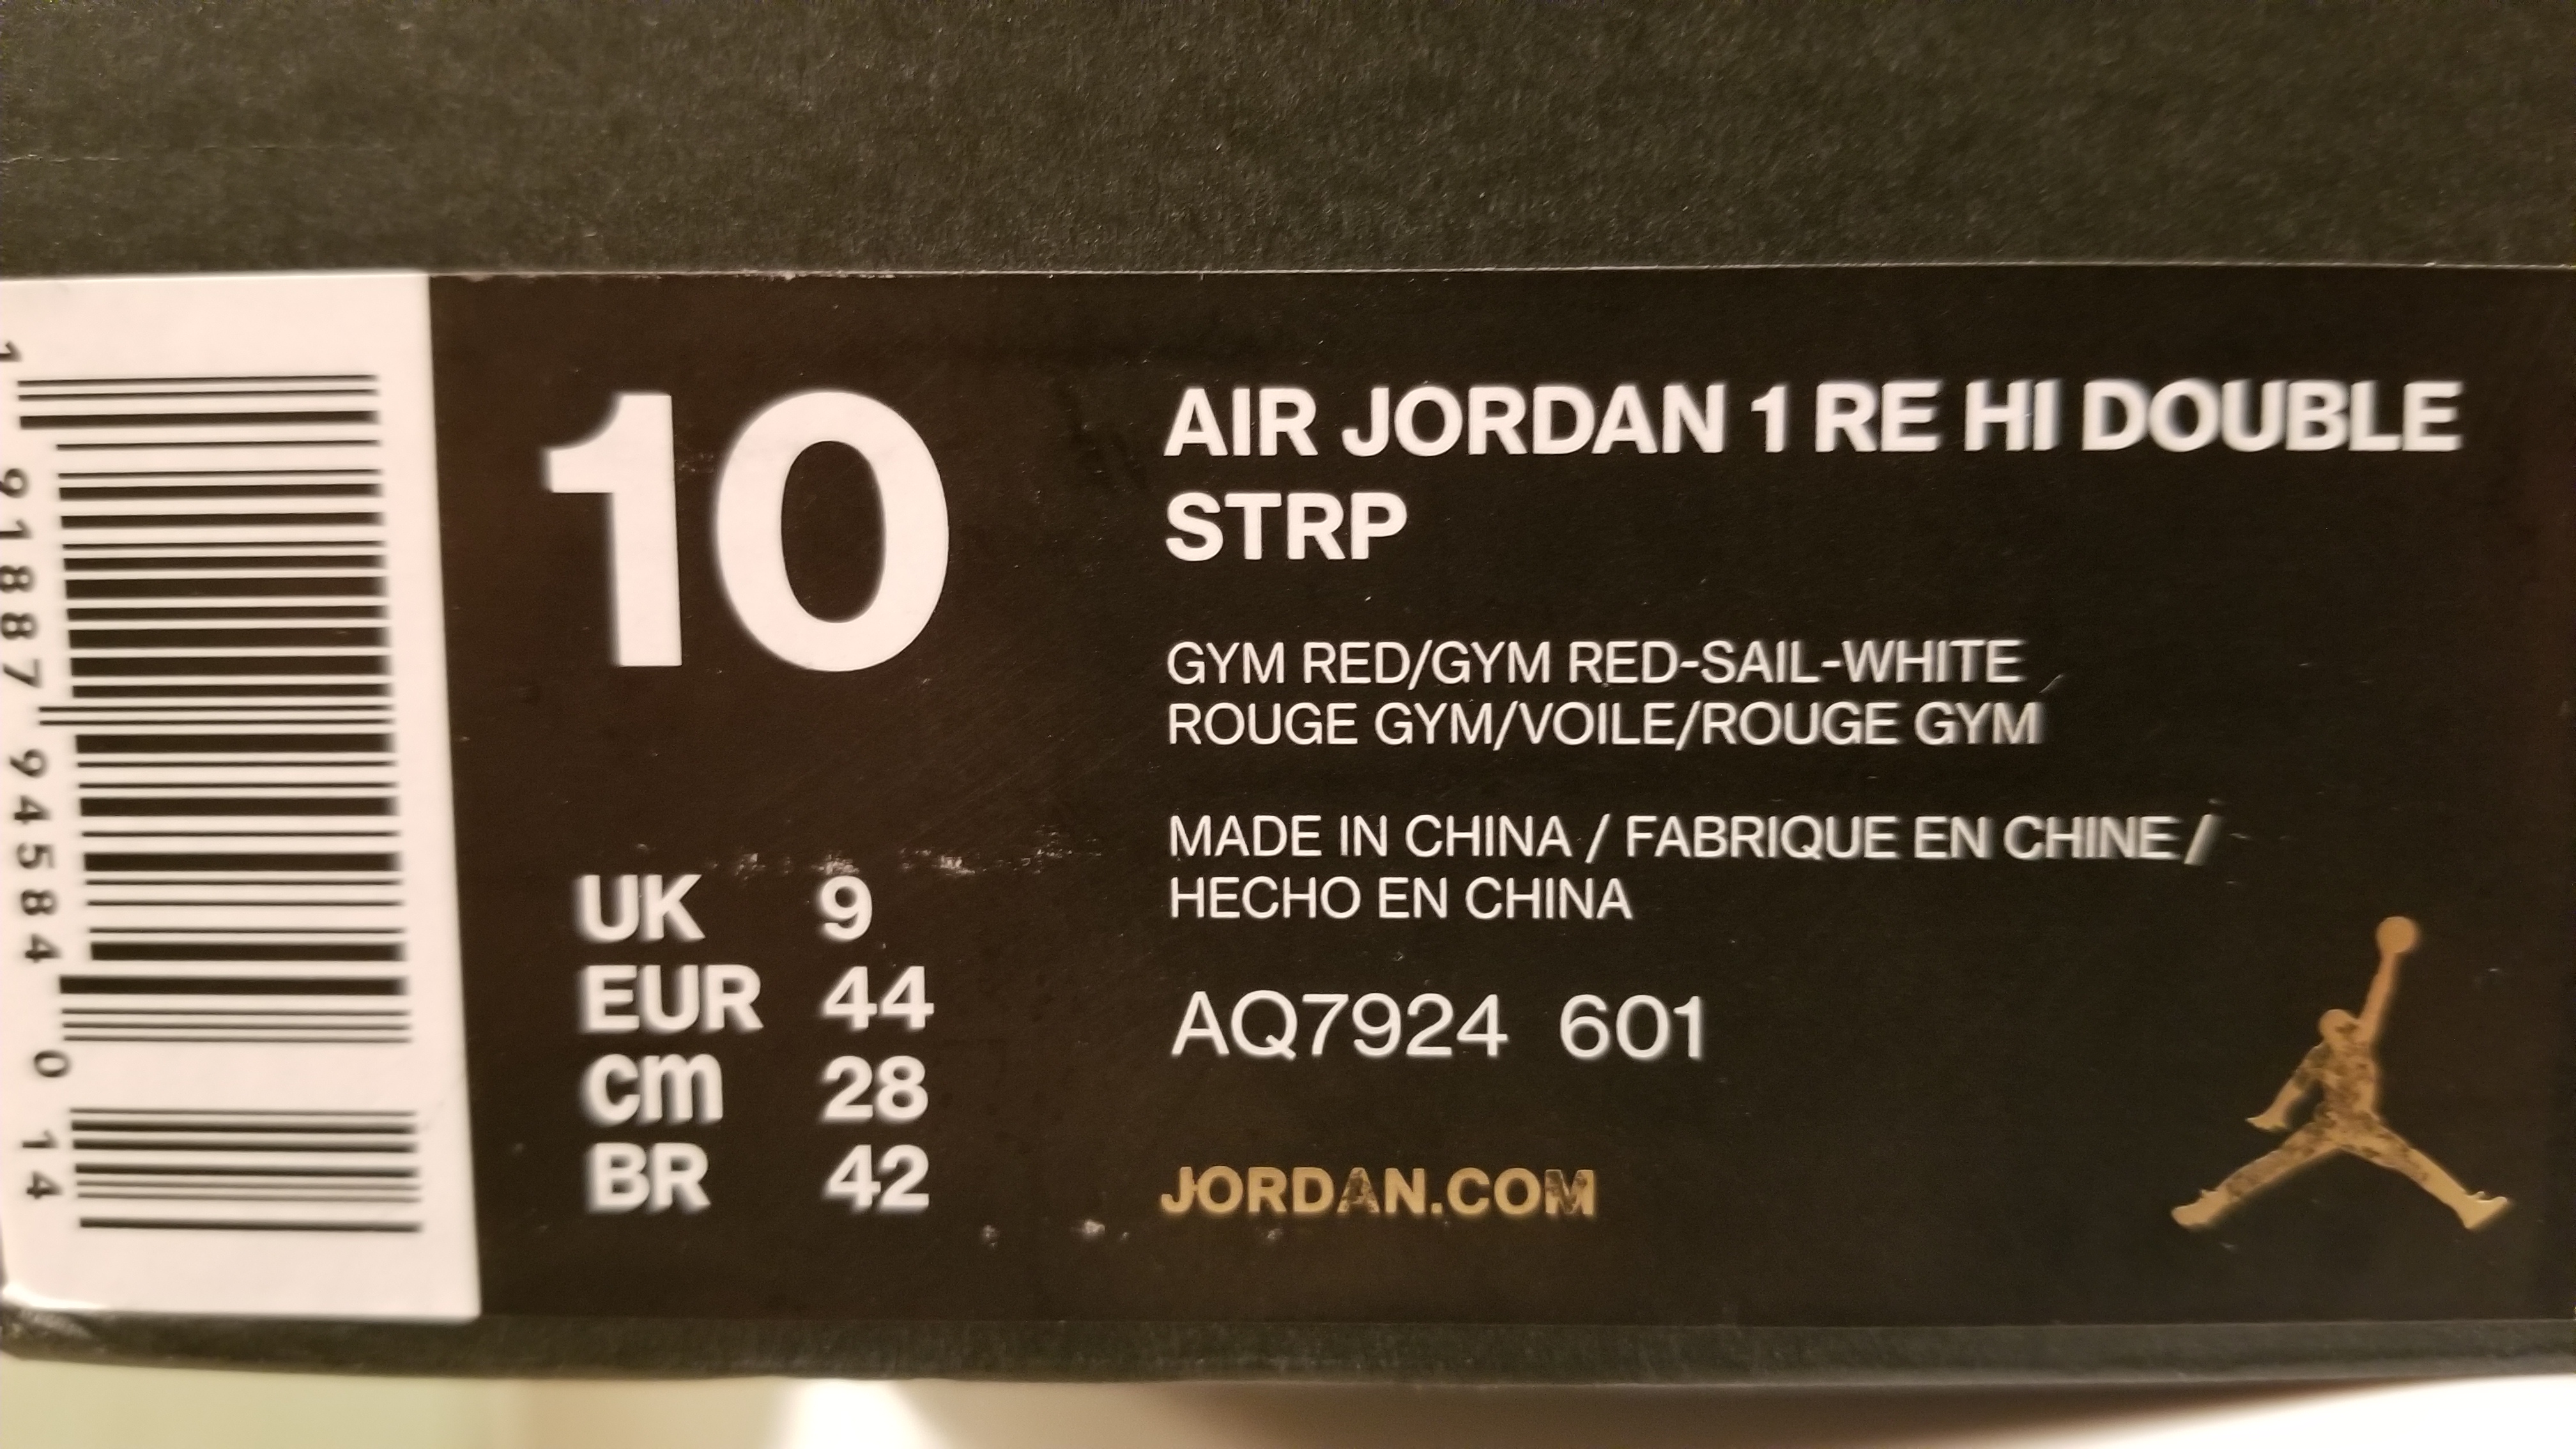 1 91887 94584 0 14
10
UK 9
EUR 44
cm 28
BR 42
AIR JORDAN 1 RE HI DOUBLE
STRP
GYM RED/GYM RED-SAIL-WHITE
ROUGE GYM/VOILE/ROUGE GYM
MADE IN CHINA / FABRIQUE EN CHINE /
HECHO EN CHINA
AQ7924 601
JORDAN.COM